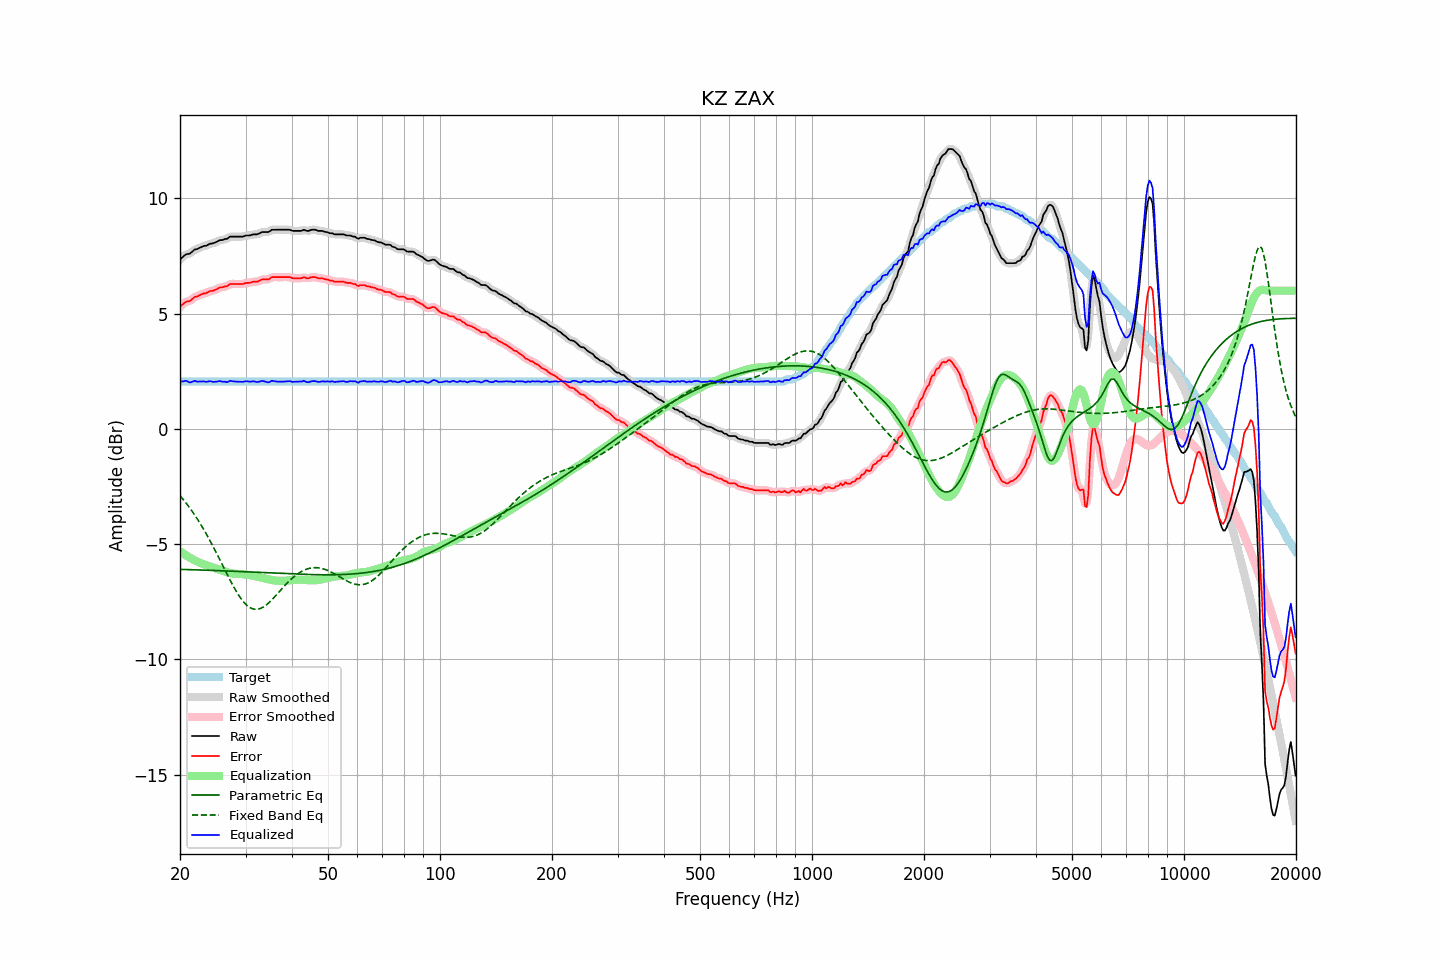 KZ ZAX
Amplitude (dBr)
10
5
0
−5
−10
−15
Target
Raw Smoothed
Error Smoothed
Raw
Error
Equalization
Parametric Eq
Fixed Band Eq
Equalized
20 50 100 200 500 1000 2000 5000 10000 20000
Frequency (Hz)